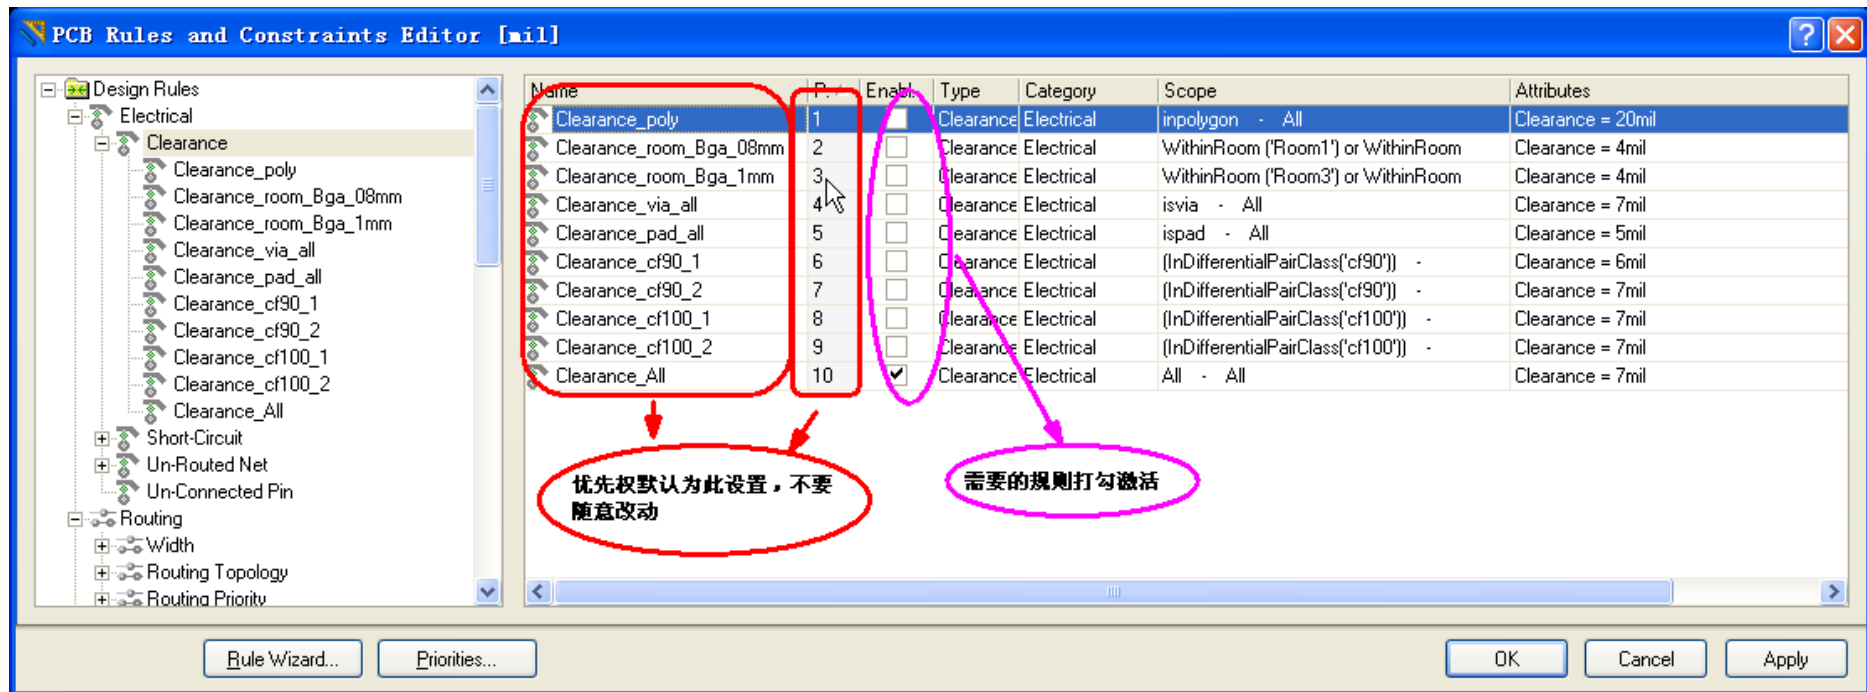 PCB Rules and Constraints Editor [mil]
Design Rules
Electrical
Clearance
Clearance_poly
Clearance_room_Bga_08mm
Clearance_room_Bga_1mm
Clearance_via_all
Clearance_pad_all
Clearance_cf90_1
Clearance_cf90_2
Clearance_cf100_1
Clearance_cf100_2
Clearance_All
Short-Circuit
Un-Routed Net
Un-Connected Pin
Routing
Width
Routing Topology
Routing Priority
Name P. Enabl. Type Category Scope Attributes
Clearance_poly 1 Clearance Electrical inpolygon - All Clearance = 20mil
Clearance_room_Bga_08mm 2 Clearance Electrical WithinRoom ('Room1') or WithinRoom Clearance = 4mil
Clearance_room_Bga_1mm 3 Clearance Electrical WithinRoom ('Room3') or WithinRoom Clearance = 4mil
Clearance_via_all 4 Clearance Electrical isvia - All Clearance = 7mil
Clearance_pad_all 5 Clearance Electrical ispad - All Clearance = 5mil
Clearance_cf90_1 6 Clearance Electrical (InDifferentialPairClass('cf90')) - Clearance = 6mil
Clearance_cf90_2 7 Clearance Electrical (InDifferentialPairClass('cf90')) - Clearance = 7mil
Clearance_cf100_1 8 Clearance Electrical (InDifferentialPairClass('cf100')) - Clearance = 7mil
Clearance_cf100_2 9 Clearance Electrical (InDifferentialPairClass('cf100')) - Clearance = 7mil
Clearance_All 10 Clearance Electrical All - All Clearance = 7mil
优先权默认为此设置，不要
随意改动
需要的规则打勾激活
Rule Wizard... Priorities... OK Cancel Apply